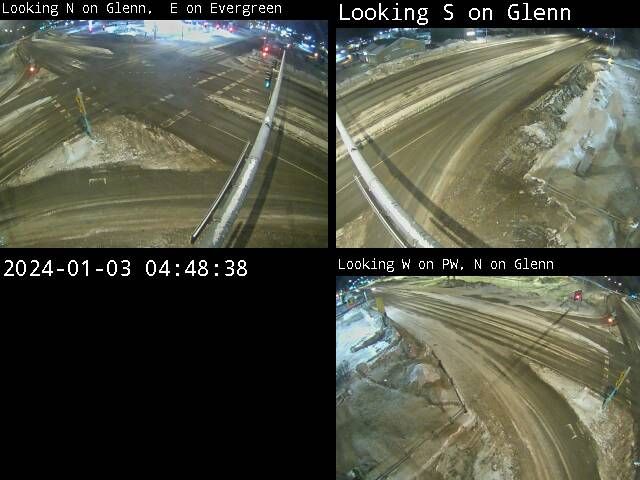 Looking N on Glenn,  E on Evergreen
Looking S on Glenn
2024-01-03 04:48:38
Looking W on PW, N on Glenn